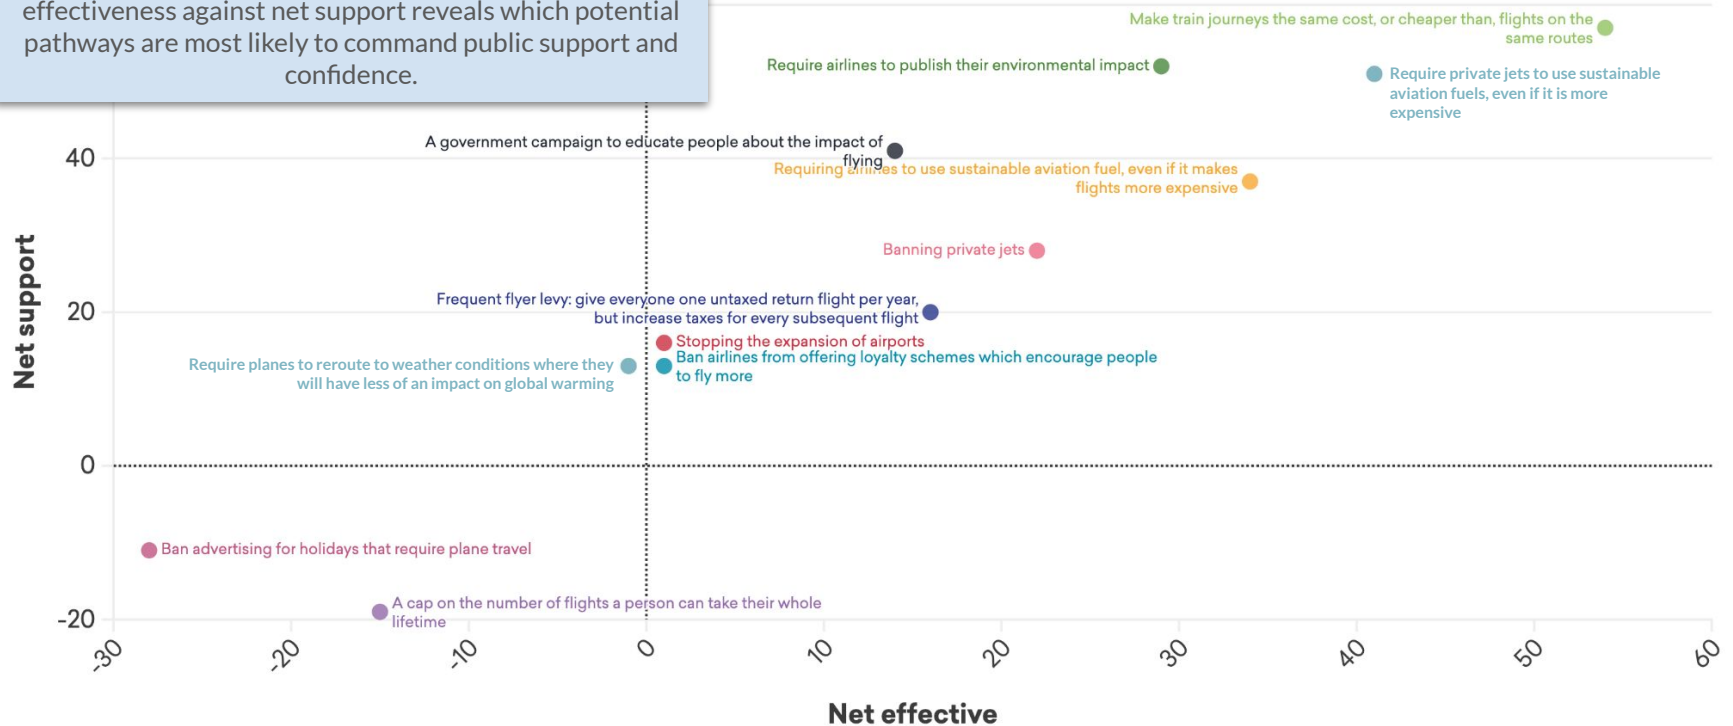 effectiveness against net support reveals which potential
pathways are most likely to command public support and
confidence.
Make train journeys the same cost, or cheaper than, flights on the
same routes
Require airlines to publish their environmental impact
Require private jets to use sustainable
aviation fuels, even if it is more
expensive
A government campaign to educate people about the impact of
flying
Requiring airlines to use sustainable aviation fuel, even if it makes
flights more expensive
Banning private jets
Frequent flyer levy: give everyone one untaxed return flight per year,
but increase taxes for every subsequent flight
Stopping the expansion of airports
Ban airlines from offering loyalty schemes which encourage people
to fly more
Require planes to reroute to weather conditions where they
will have less of an impact on global warming
Ban advertising for holidays that require plane travel
A cap on the number of flights a person can take their whole
lifetime
Net support
40
20
0
-20
-30
-20
-10
0
10
20
30
40
50
60
Net effective